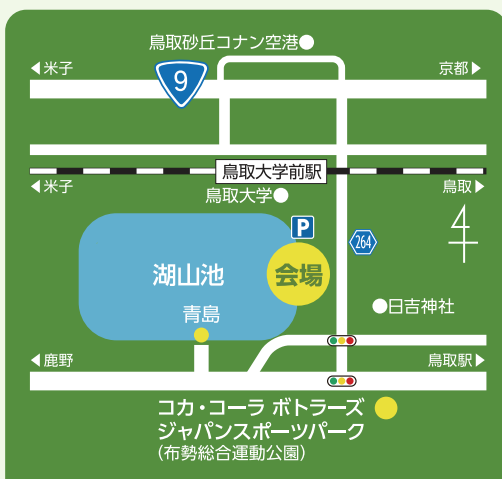 鳥取砂丘コナン空港
米子
9
京都
鳥取大学前駅
米子
鳥取大学
鳥取
P
264
湖山池
会場
青島
日吉神社
鹿野
鳥取駅
コカ・コーラ ボトラーズ
ジャパンスポーツパーク
(布勢総合運動公園)